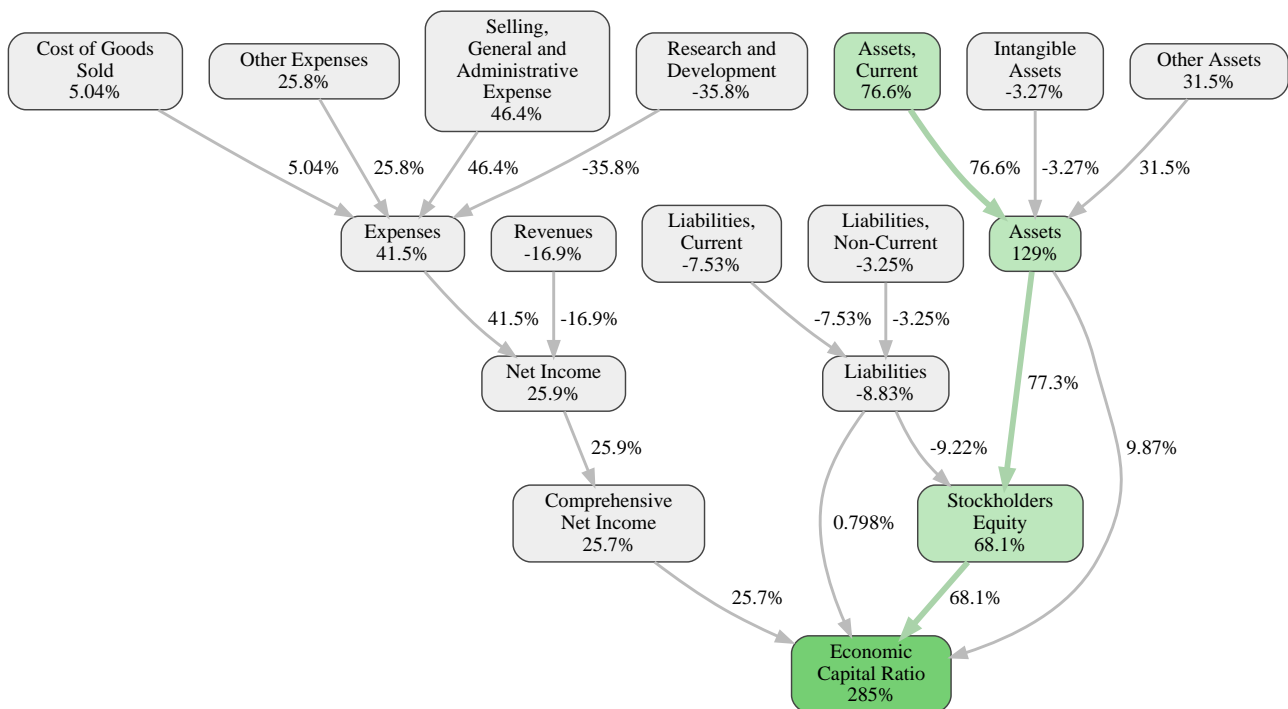 Cost of Goods
Sold
5.04%
Other Expenses
25.8%
Selling,
General and
Administrative
Expense
46.4%
Research and
Development
-35.8%
Assets,
Current
76.6%
Intangible
Assets
-3.27%
Other Assets
31.5%
5.04%
25.8%
46.4%
-35.8%
76.6%
-3.27%
31.5%
Expenses
41.5%
Revenues
-16.9%
Liabilities,
Current
-7.53%
Liabilities,
Non-Current
-3.25%
Assets
129%
41.5%
-16.9%
-7.53%
-3.25%
Net Income
25.9%
Liabilities
-8.83%
77.3%
25.9%
-9.22%
9.87%
Comprehensive
Net Income
25.7%
0.798%
Stockholders
Equity
68.1%
25.7%
68.1%
Economic
Capital Ratio
285%